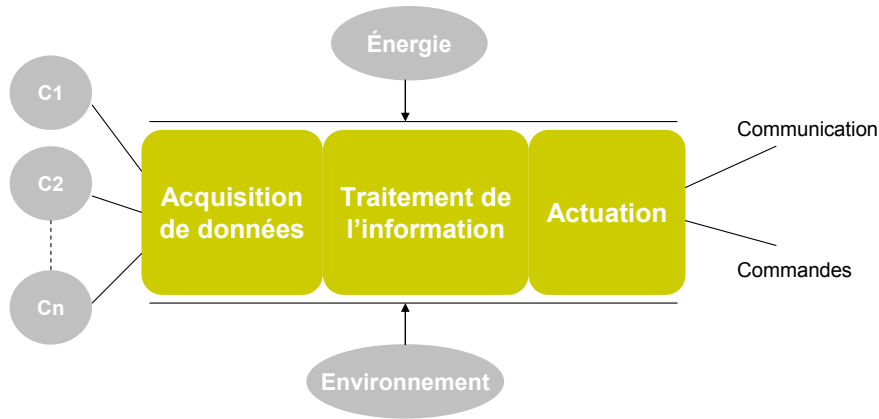 Énergie
C1
C2
Cn
Acquisition
de données
Traitement de
l’information
Actuation
Communication
Commandes
Environnement